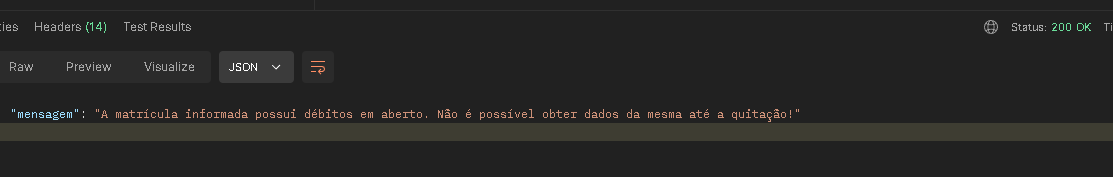 Headers (14) Test Results Status: 200 OK
Raw Preview Visualize JSON
"mensagem": "A matrícula informada possui débitos em aberto. Não é possível obter dados da mesma até a quitação!"